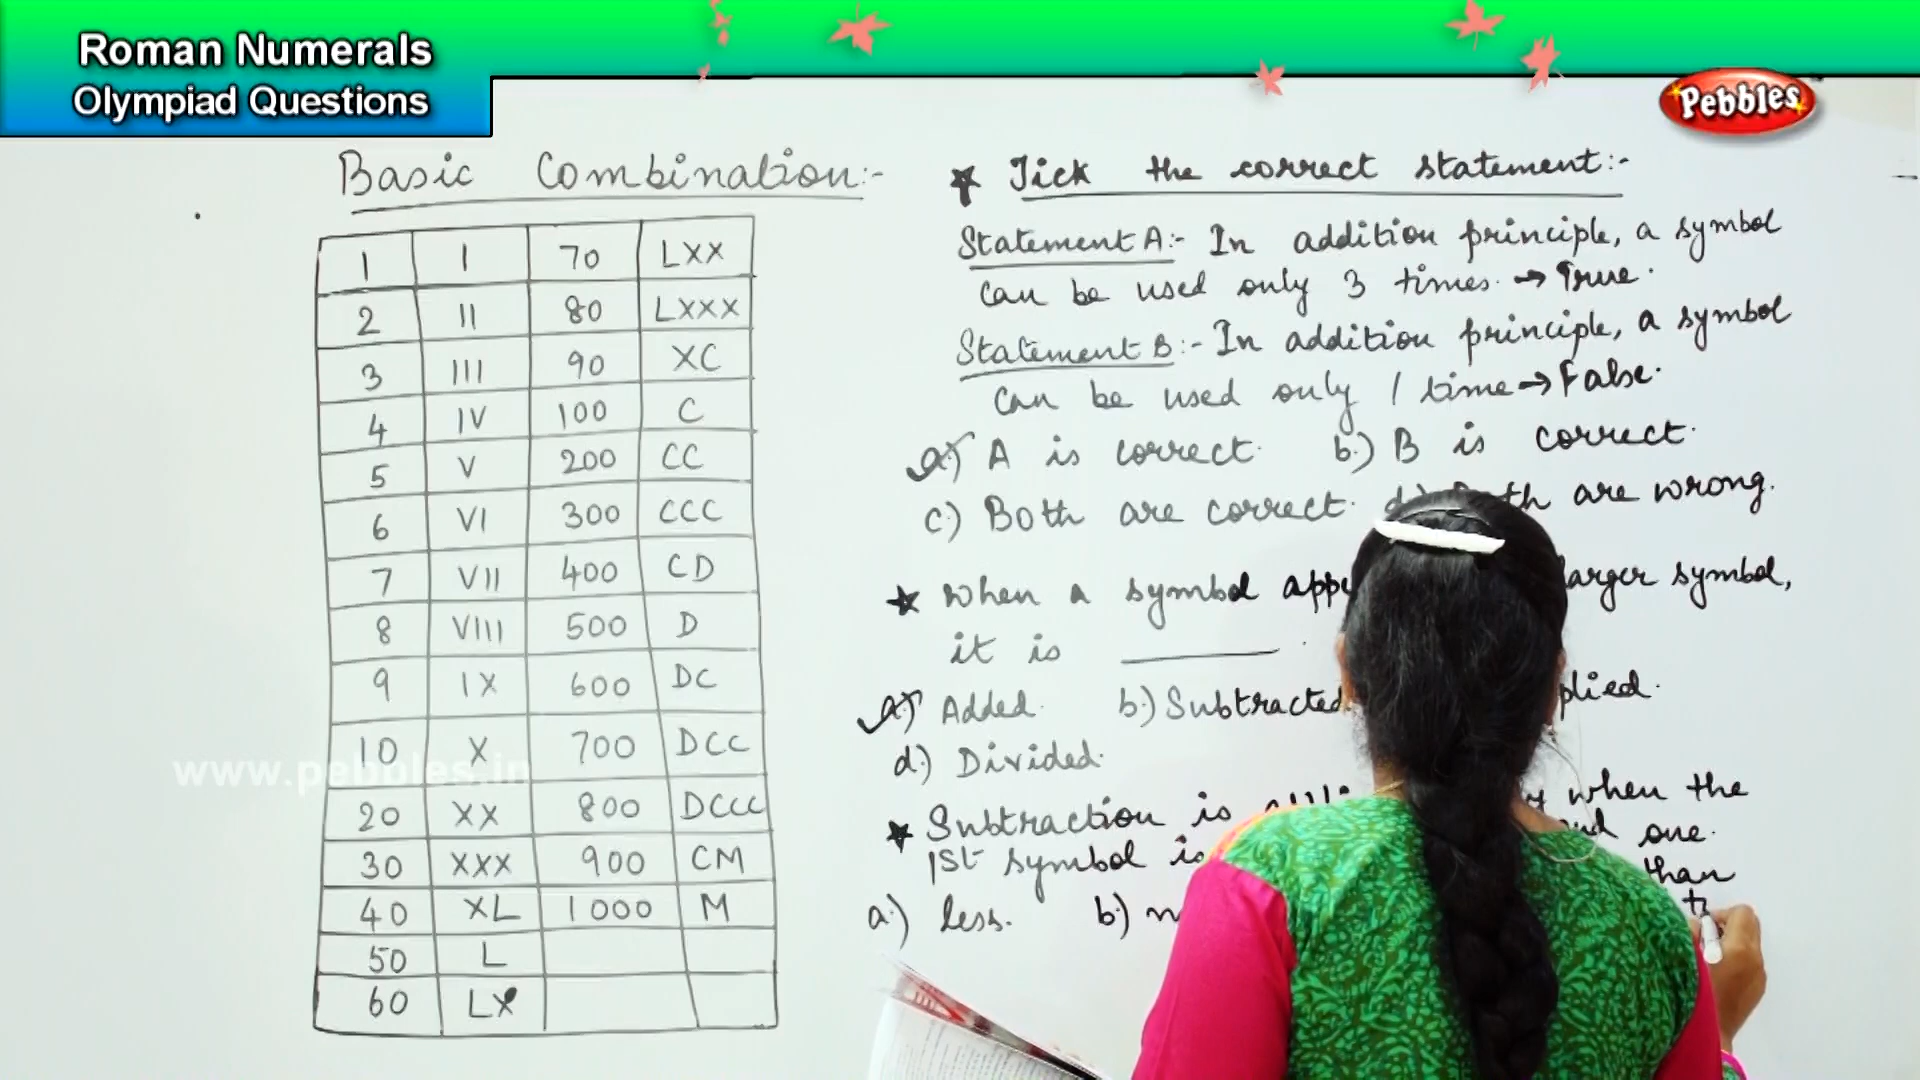 Roman Numerals
Olympiad Questions
Pebbles
Basic Combination:-
1 I 70 LXX
2 II 80 LXXX
3 III 90 XC
4 IV 100 C
5 V 200 CC
6 VI 300 CCC
7 VII 400 CD
8 VIII 500 D
9 IX 600 DC
10 X 700 DCC
20 XX 800 DCCC
30 XXX 900 CM
40 XL 1000 M
50 L
60 LX
www.pebbles.in
★ Tick the correct statement:-
Statement A:- In addition principle, a symbol
can be used only 3 times. → True.
Statement B:- In addition principle, a symbol
can be used only 1 time → False.
a.) A is correct. b.) B is correct.
c.) Both are correct. are wrong.
★ When a symbol larger symbol,
it is ______.
a.) Added. b.) Subtracted
d.) Divided.
★ Subtraction is when the
1st symbol is one.
than
a.) less. b.)